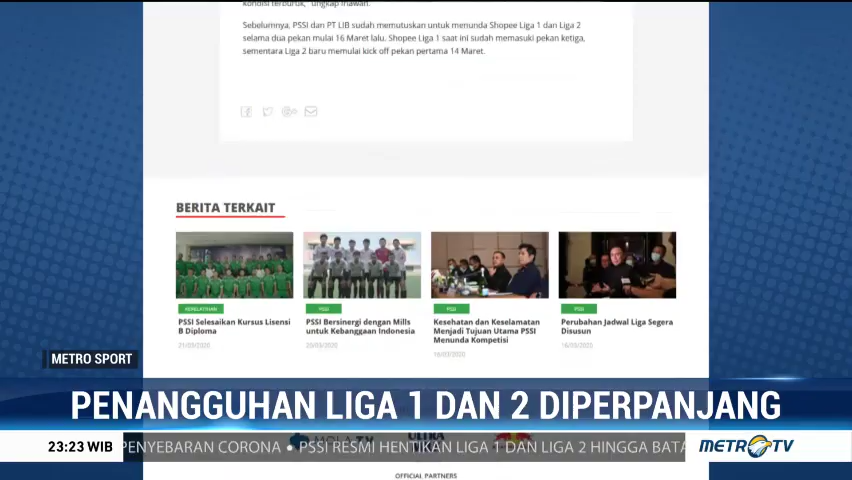 kondisi terburuk," ungkap Iriawan.
Sebelumnya, PSSI dan PT LIB sudah memutuskan untuk menunda Shopee Liga 1 dan Liga 2
selama dua pekan mulai 16 Maret lalu. Shopee Liga 1 saat ini sudah memasuki pekan ketiga,
sementara Liga 2 baru memulai kick off pekan pertama 14 Maret.
BERITA TERKAIT
KEPELATIHAN
PSSI Selesaikan Kursus Lisensi
B Diploma
21/03/2020
PSSI
PSSI Bersinergi dengan Mills
untuk Kebanggaan Indonesia
20/03/2020
PSSI
Kesehatan dan Keselamatan
Menjadi Tujuan Utama PSSI
Menunda Kompetisi
16/03/2020
PSSI
Perubahan Jadwal Liga Segera
Disusun
16/03/2020
METRO SPORT
PENANGGUHAN LIGA 1 DAN 2 DIPERPANJANG
23:23 WIB
PENYEBARAN CORONA • PSSI RESMI HENTIKAN LIGA 1 DAN LIGA 2 HINGGA BATA
METRO TV
OFFICIAL PARTNERS